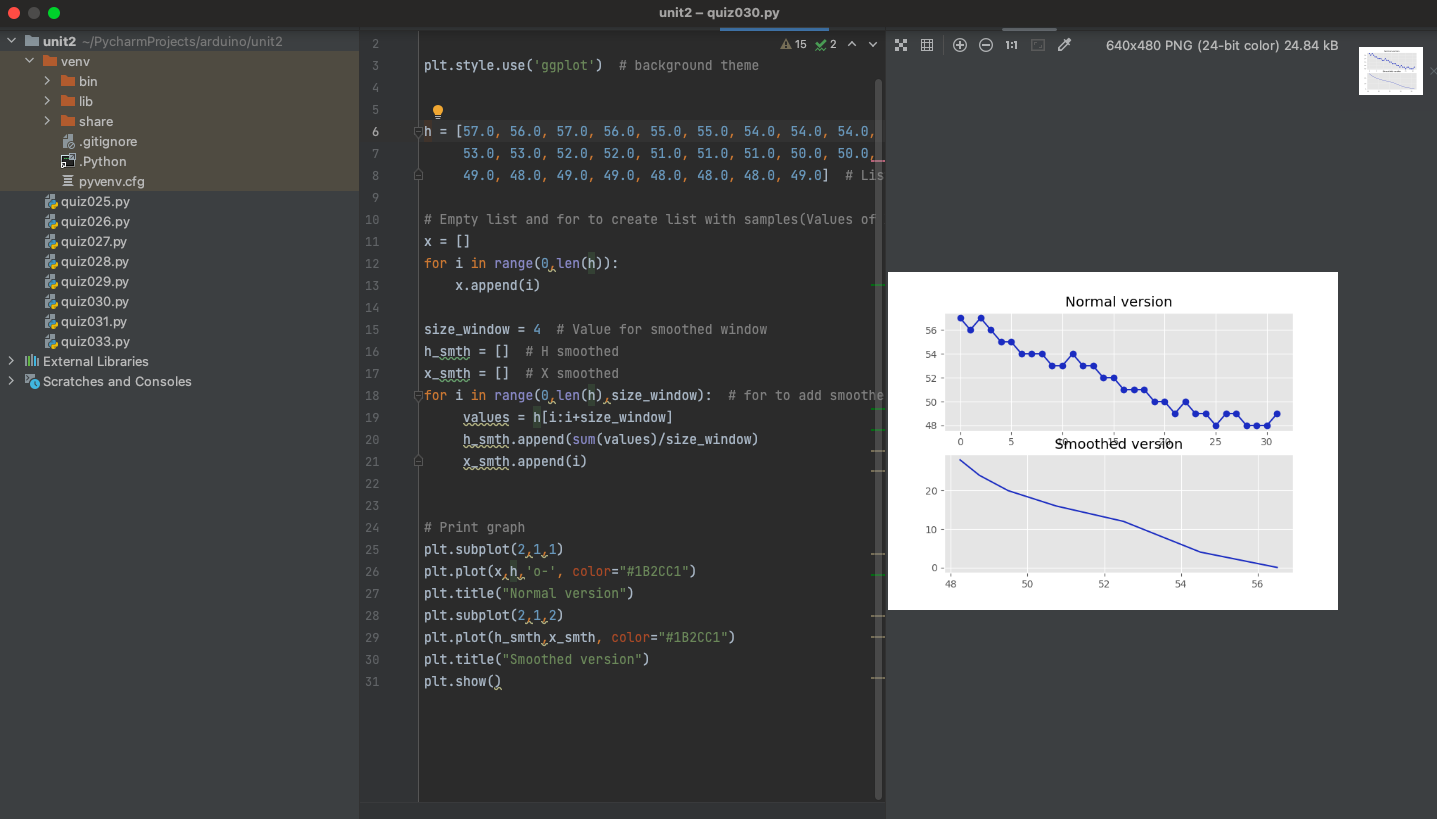 unit2 – quiz030.py
unit2 ~/PycharmProjects/arduino/unit2
venv
bin
lib
share
.gitignore
.Python
pyvenv.cfg
quiz025.py
quiz026.py
quiz027.py
quiz028.py
quiz029.py
quiz030.py
quiz031.py
quiz033.py
External Libraries
Scratches and Consoles
15 2
2
3 plt.style.use('ggplot')  # background theme
4
5
6 h = [57.0, 56.0, 57.0, 56.0, 55.0, 55.0, 54.0, 54.0, 54.0,
7      53.0, 53.0, 52.0, 52.0, 51.0, 51.0, 51.0, 50.0, 50.0,
8      49.0, 48.0, 49.0, 49.0, 48.0, 48.0, 48.0, 49.0]  # Lis
9
10 # Empty list and for to create list with samples(Values of
11 x = []
12 for i in range(0,len(h)):
13     x.append(i)
14
15 size_window = 4  # Value for smoothed window
16 h_smth = []  # H smoothed
17 x_smth = []  # X smoothed
18 for i in range(0,len(h),size_window):  # for to add smoothe
19      values = h[i:i+size_window]
20      h_smth.append(sum(values)/size_window)
21      x_smth.append(i)
22
23
24 # Print graph
25 plt.subplot(2,1,1)
26 plt.plot(x,h,'o-', color="#1B2CC1")
27 plt.title("Normal version")
28 plt.subplot(2,1,2)
29 plt.plot(h_smth,x_smth, color="#1B2CC1")
30 plt.title("Smoothed version")
31 plt.show()
1:1
640x480 PNG (24-bit color) 24.84 kB
Normal version
56
54
52
50
48
0 5 10 15 20 25 30
Smoothed version
20
10
0
48 50 52 54 56